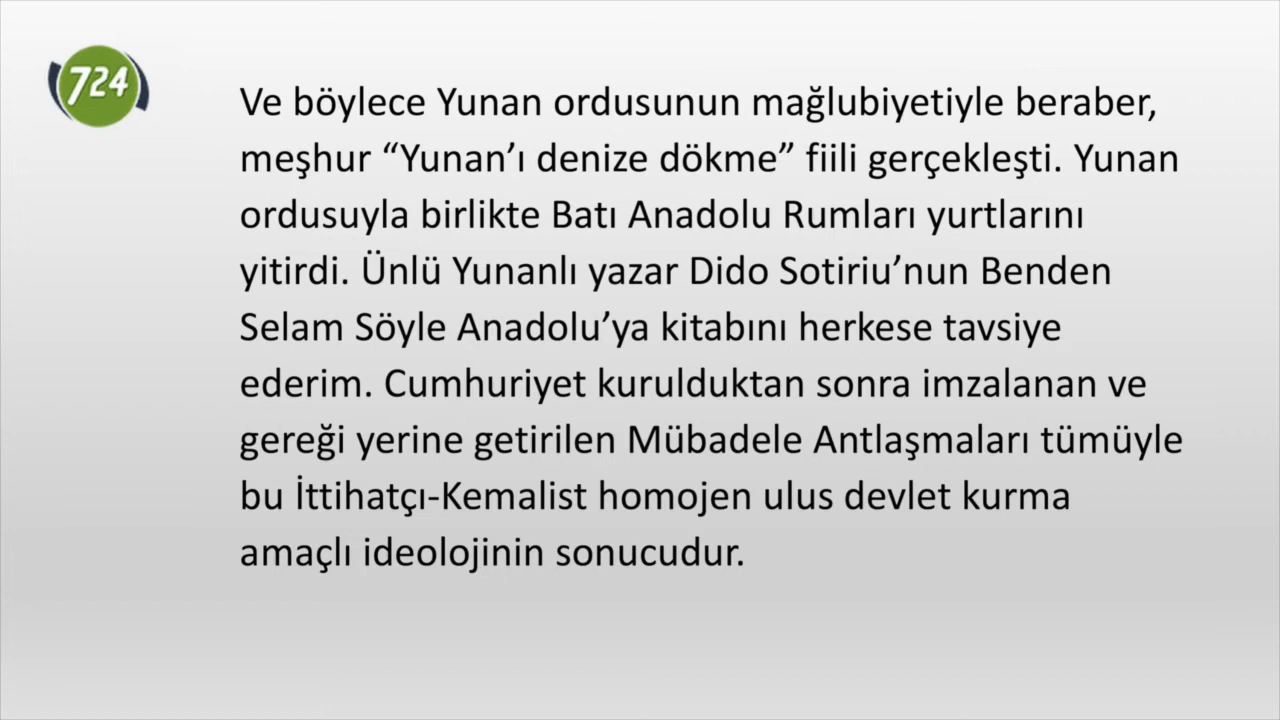 724
Ve böylece Yunan ordusunun mağlubiyetiyle beraber,
meşhur “Yunan’ı denize dökme” fiili gerçekleşti. Yunan
ordusuyla birlikte Batı Anadolu Rumları yurtlarını
yitirdi. Ünlü Yunanlı yazar Dido Sotiriu’nun Benden
Selam Söyle Anadolu’ya kitabını herkese tavsiye
ederim. Cumhuriyet kurulduktan sonra imzalanan ve
gereği yerine getirilen Mübadele Antlaşmaları tümüyle
bu İttihatçı-Kemalist homojen ulus devlet kurma
amaçlı ideolojinin sonucudur.